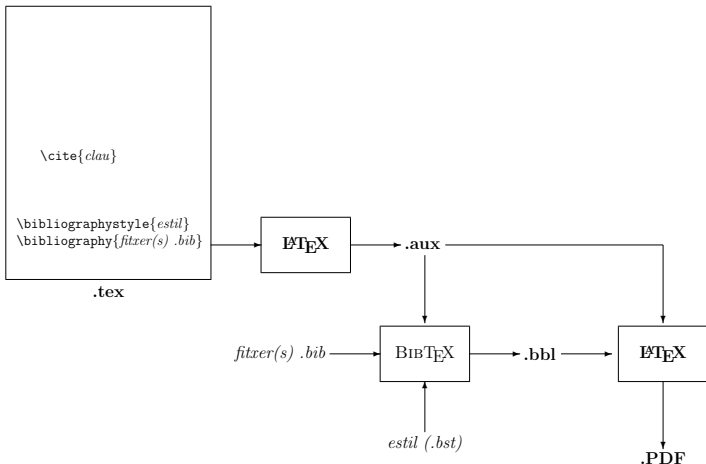 \cite{clau}
\bibliographystyle{estil}
\bibliography{fitxer(s) .bib}
LATEX
.aux
.tex
fitxer(s) .bib
BIBTEX
.bbl
LATEX
estil (.bst)
.PDF